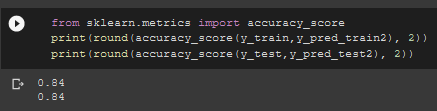 from sklearn.metrics import accuracy_score
print(round(accuracy_score(y_train,y_pred_train2), 2))
print(round(accuracy_score(y_test,y_pred_test2), 2))
0.84
0.84